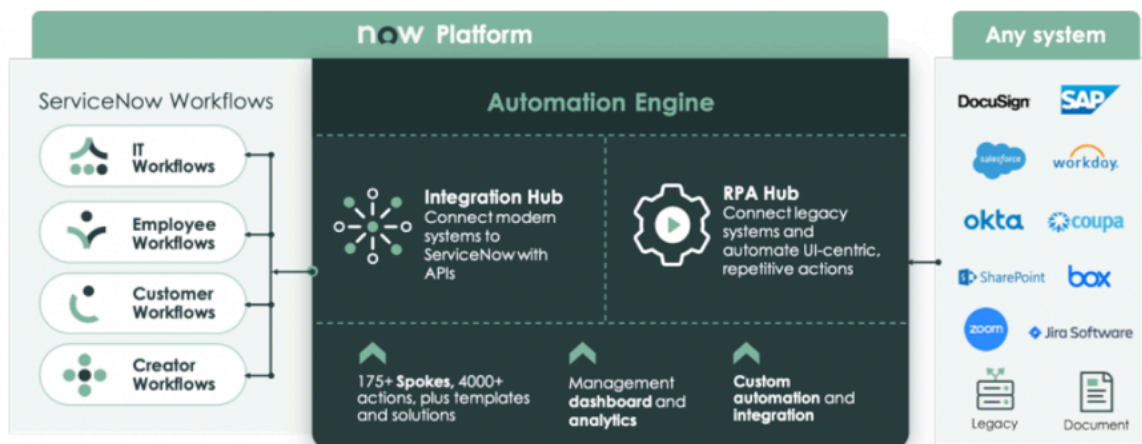 now Platform
Any system
ServiceNow Workflows
IT
Workflows
Employee
Workflows
Customer
Workflows
Creator
Workflows
Automation Engine
Integration Hub
Connect modern
systems to
ServiceNow with
APIs
RPA Hub
Connect legacy
systems and
automate UI-centric,
repetitive actions
175+ Spokes, 4000+
actions, plus templates
and solutions
Management
dashboard and
analytics
Custom
automation and
integration
DocuSign
SAP
salesforce
workday.
okta
coupa
S
SharePoint
box
zoom
Jira Software
Legacy
Document